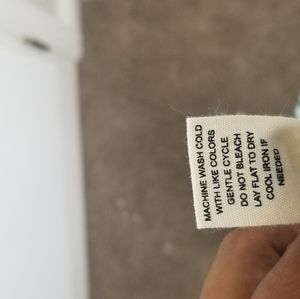 MACHINE WASH COLD
WITH LIKE COLORS
GENTLE CYCLE
DO NOT BLEACH
LAY FLAT TO DRY
COOL IRON IF
NEEDED